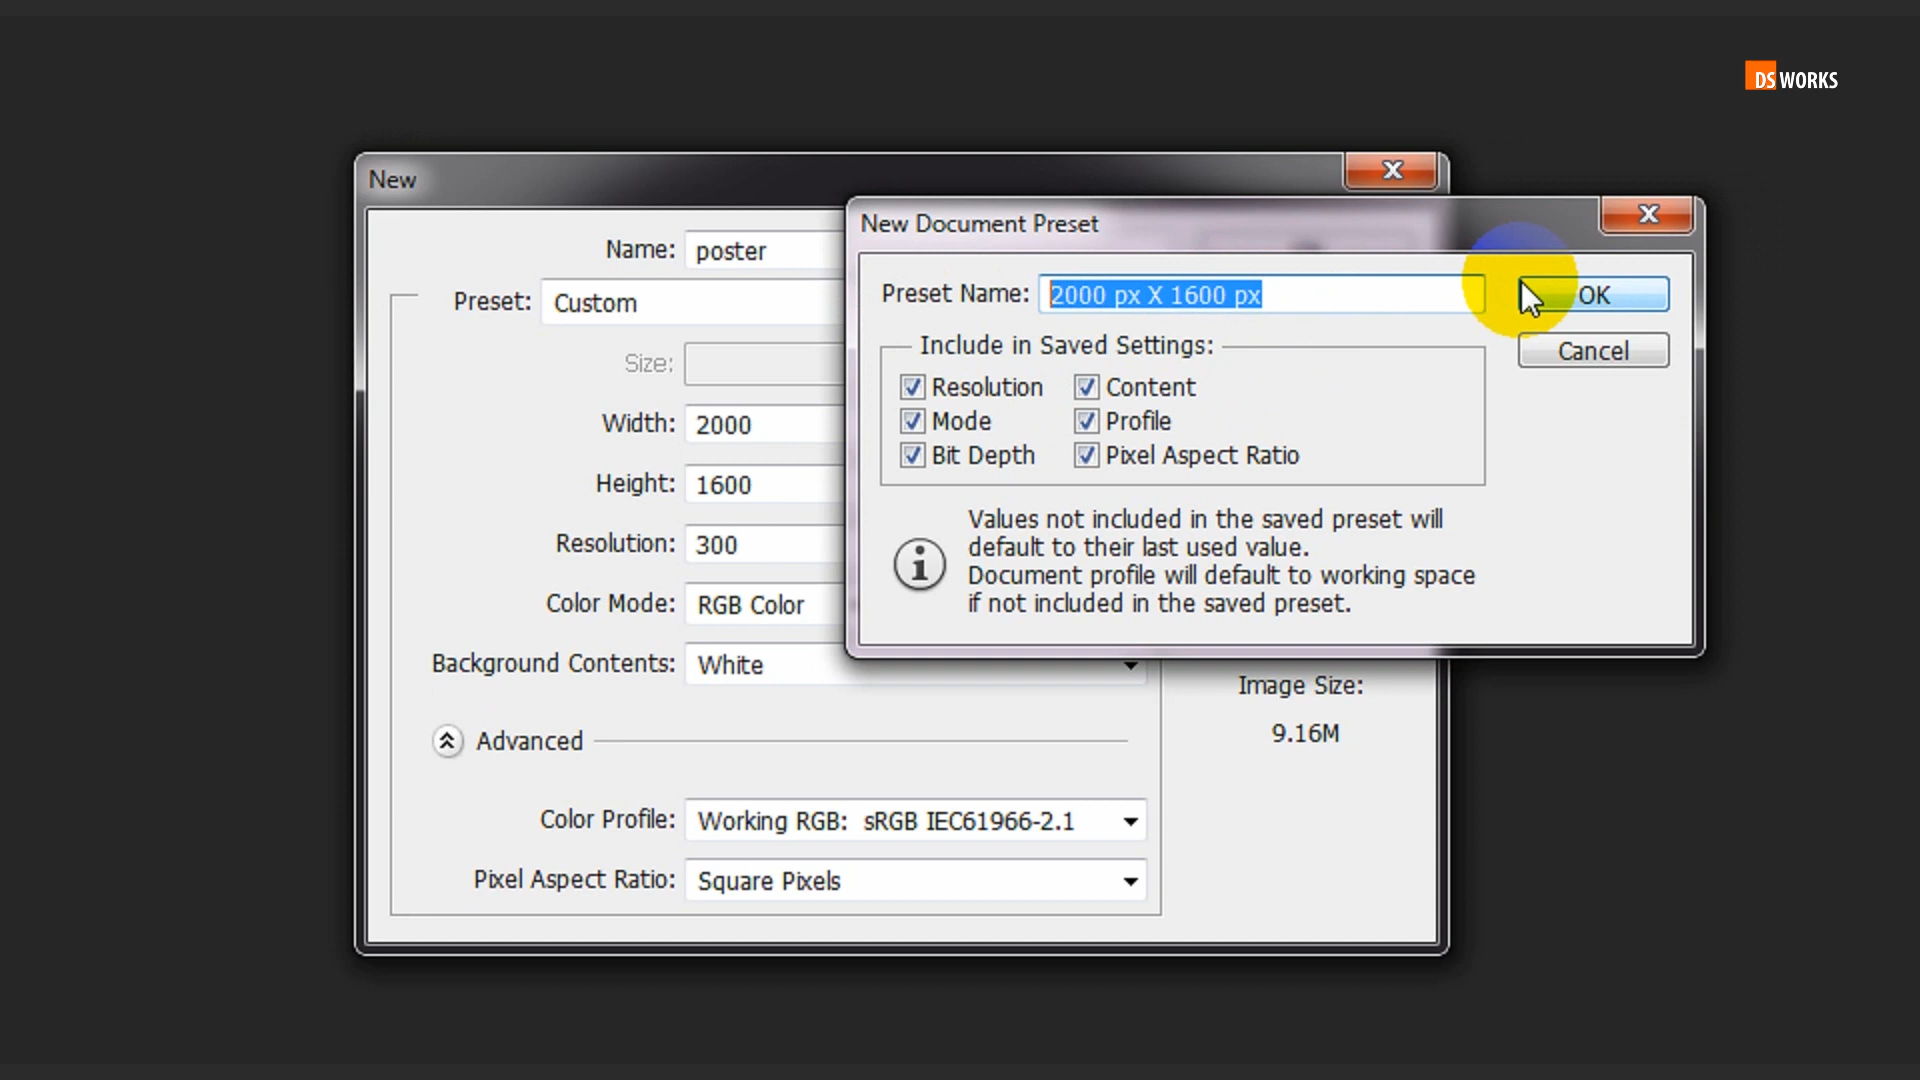 DS WORKS
New
Name: poster
Preset: Custom
Size:
Width: 2000
Height: 1600
Resolution: 300
Color Mode: RGB Color
Background Contents: White
Advanced
Color Profile: Working RGB: sRGB IEC61966-2.1
Pixel Aspect Ratio: Square Pixels
Image Size:
9.16M
New Document Preset
Preset Name: 2000 px X 1600 px
OK
Cancel
Include in Saved Settings:
Resolution Content
Mode Profile
Bit Depth Pixel Aspect Ratio
Values not included in the saved preset will
default to their last used value.
Document profile will default to working space
if not included in the saved preset.